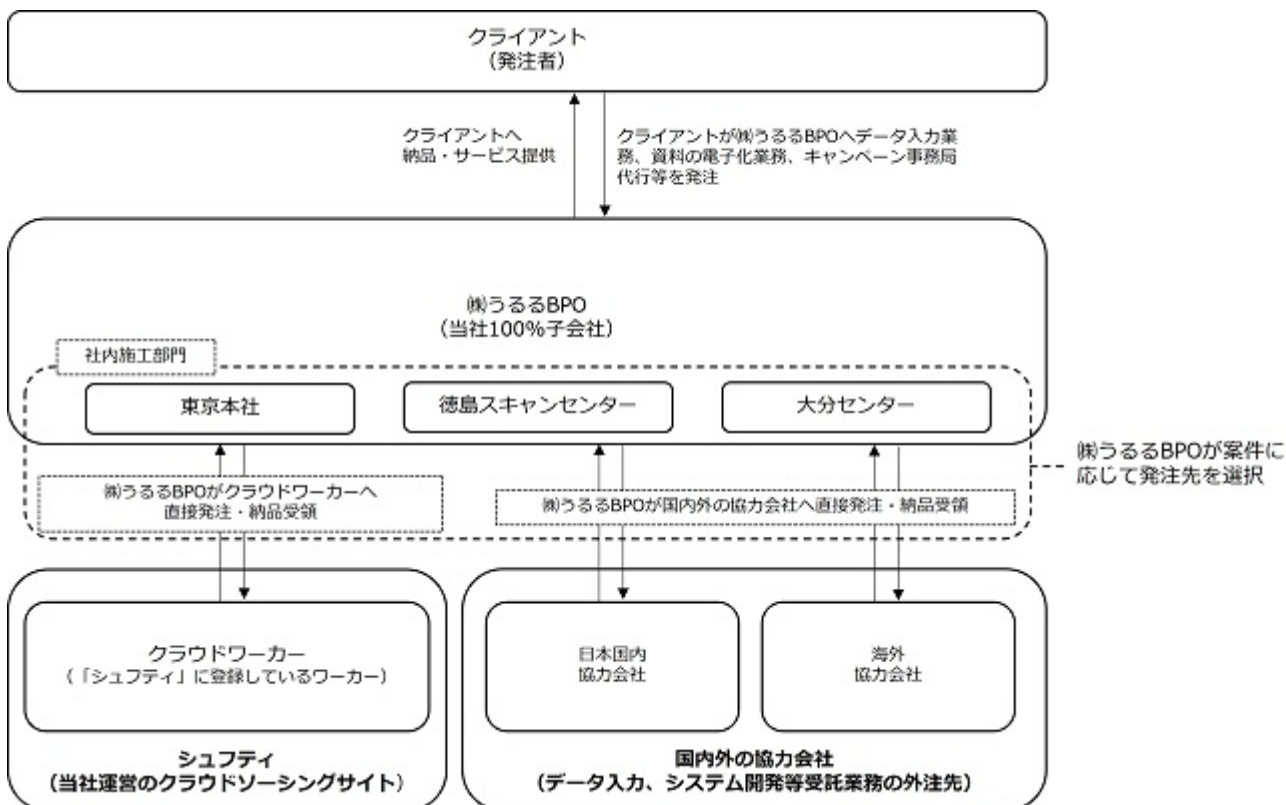 クライアント
(発注者)
クライアントへ
納品・サービス提供
クライアントが㈱うるるBPOへデータ入力業
務、資料の電子化業務、キャンペーン事務局
代行等を発注
㈱うるるBPO
(当社100%子会社)
社内施工部門
東京本社
徳島スキャンセンター
大分センター
㈱うるるBPOが案件に
応じて発注先を選択
㈱うるるBPOがクラウドワーカーへ
直接発注・納品受領
㈱うるるBPOが国内外の協力会社へ直接発注・納品受領
クラウドワーカー
(「シュフティ」に登録しているワーカー)
日本国内
協力会社
海外
協力会社
シュフティ
(当社運営のクラウドソーシングサイト)
国内外の協力会社
(データ入力、システム開発等受託業務の外注先)